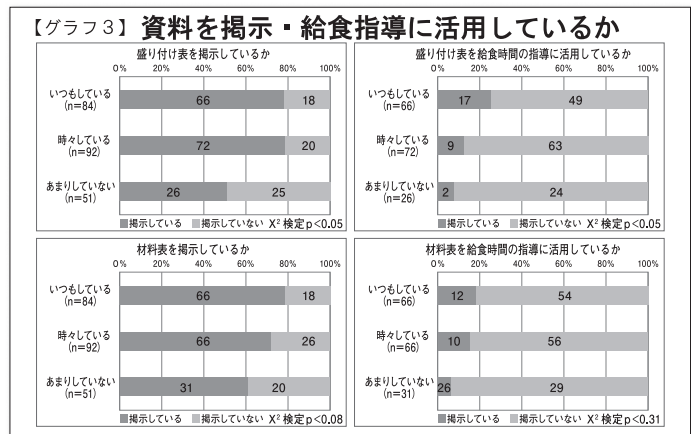 【グラフ3】資料を掲示・給食指導に活用しているか
盛り付け表を掲示しているか
0% 20% 40% 60% 80% 100%
いつもしている
(n=84)
66 18
時々している
(n=92)
72 20
あまりしていない
(n=51)
26 25
■掲示している ■掲示していない X²検定p<0.05
盛り付け表を給食時間の指導に活用しているか
0% 20% 40% 60% 80% 100%
いつもしている
(n=66)
17 49
時々している
(n=72)
9 63
あまりしていない
(n=26)
2 24
■掲示している ■掲示していない X²検定p<0.05
材料表を掲示しているか
0% 20% 40% 60% 80% 100%
いつもしている
(n=84)
66 18
時々している
(n=92)
66 26
あまりしていない
(n=51)
31 20
■掲示している ■掲示していない X²検定p<0.08
材料表を給食時間の指導に活用しているか
0% 20% 40% 60% 80% 100%
いつもしている
(n=66)
12 54
時々している
(n=66)
10 56
あまりしていない
(n=31)
26 29
■掲示している ■掲示していない X²検定p<0.31